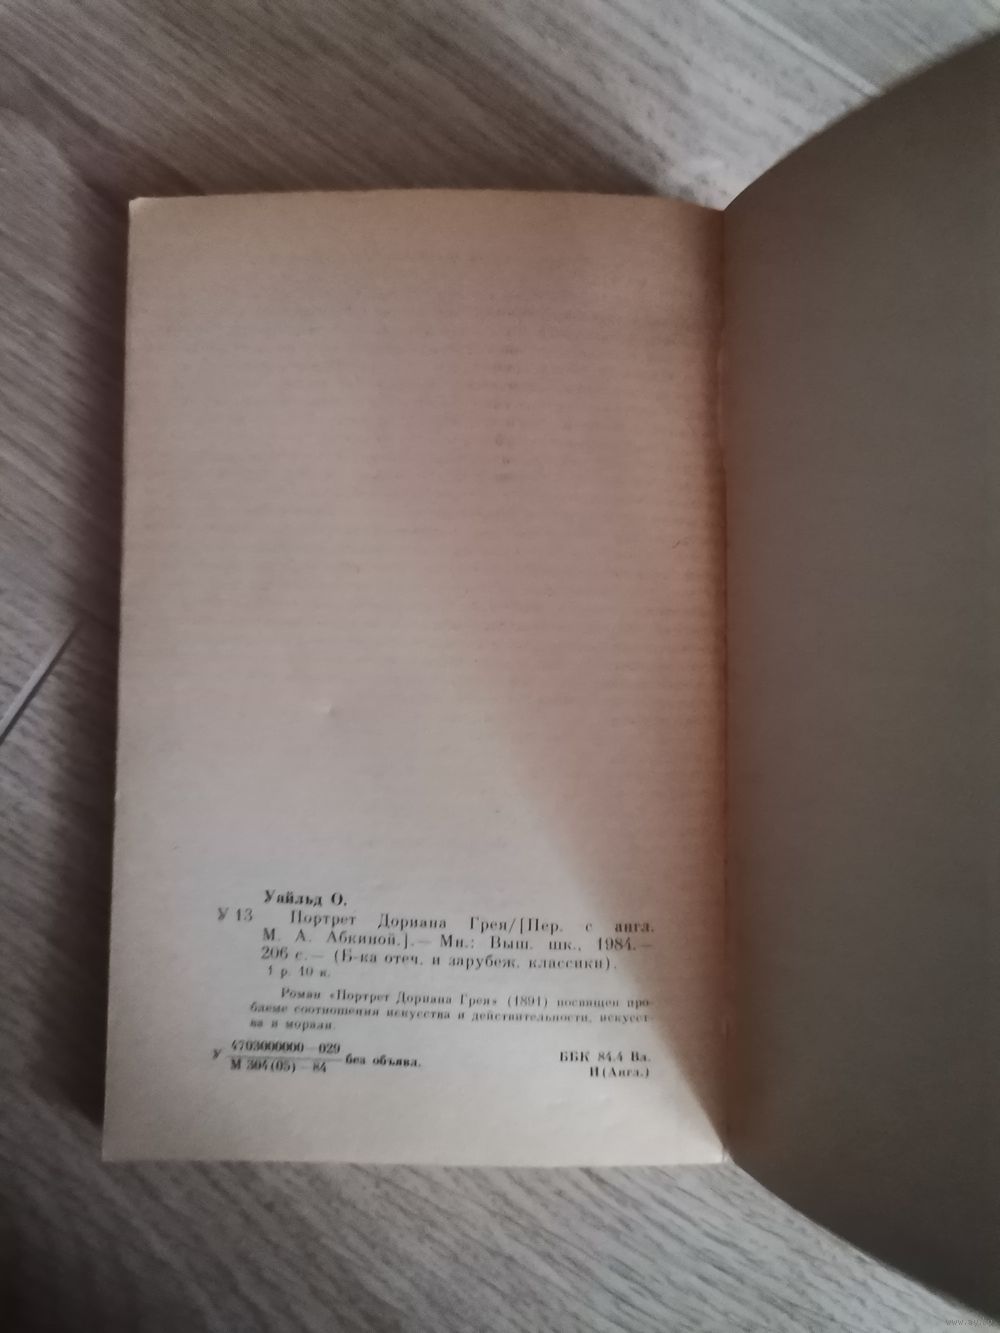 Уайльд О.
У 13 Портрет Дориана Грея/[Пер. с англ.
М. А. Абкиной.].— Мн.: Выш. шк., 1984.—
206 с.— (Б-ка отеч. и зарубеж. классики).
1 р. 10 к.
Роман «Портрет Дориана Грея» (1891) посвящен про-
блеме соотношения искусства и действительности, искусст-
ва и морали.
У 4703000000—029
М 304(05)—84 без объявл.
ББК 84.4 Вл.
И(Англ.)